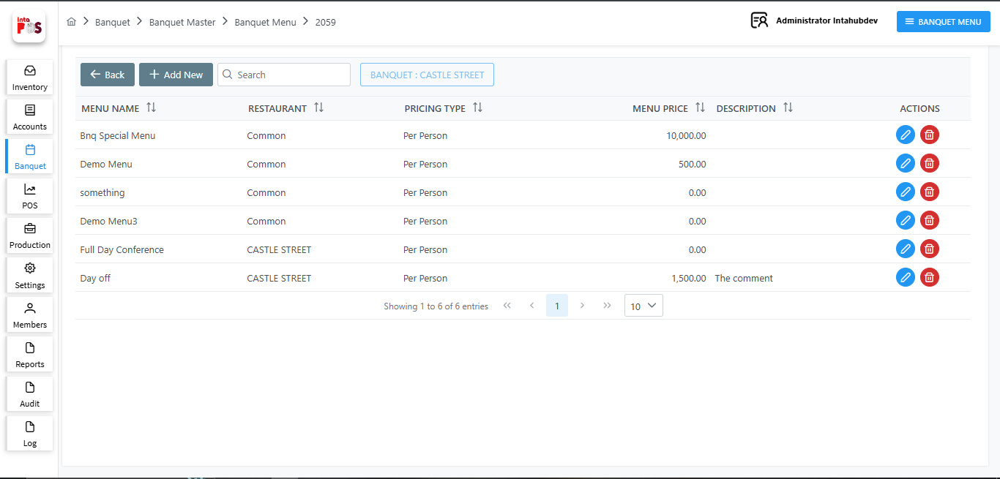 inta
POS
Banquet > Banquet Master > Banquet Menu > 2059
Administrator Intahubdev
BANQUET MENU
Inventory
Accounts
Banquet
POS
Production
Settings
Members
Reports
Audit
Log
Back
Add New
Search
BANQUET : CASTLE STREET
MENU NAME RESTAURANT PRICING TYPE MENU PRICE DESCRIPTION ACTIONS
Bnq Special Menu Common Per Person 10,000.00
Demo Menu Common Per Person 500.00
something Common Per Person 0.00
Demo Menu3 Common Per Person 0.00
Full Day Conference CASTLE STREET Per Person 0.00
Day off CASTLE STREET Per Person 1,500.00 The comment
Showing 1 to 6 of 6 entries << < 1 > >> 10